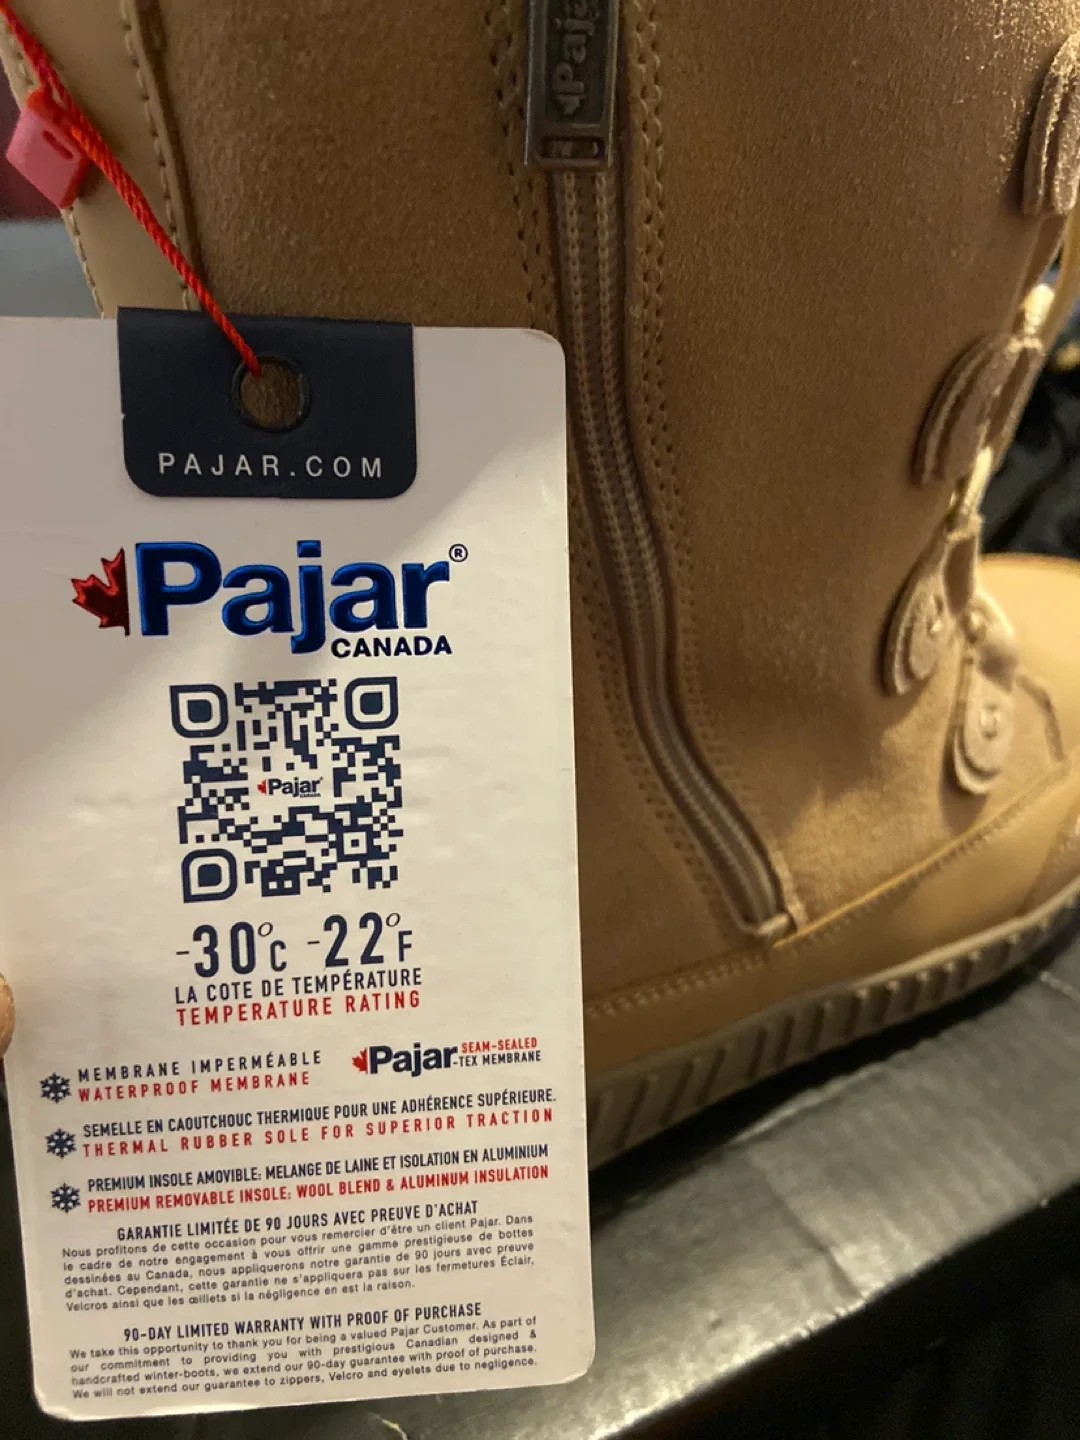 Paja
PAJAR.COM
Pajar®
CANADA
Pajar
-30°C -22°F
LA COTE DE TEMPÉRATURE
TEMPERATURE RATING
MEMBRANE IMPERMÉABLE
WATERPROOF MEMBRANE
Pajar SEAM-SEALED
-TEX MEMBRANE
SEMELLE EN CAOUTCHOUC THERMIQUE POUR UNE ADHÉRENCE SUPÉRIEURE.
THERMAL RUBBER SOLE FOR SUPERIOR TRACTION
PREMIUM INSOLE AMOVIBLE: MELANGE DE LAINE ET ISOLATION EN ALUMINIUM
PREMIUM REMOVABLE INSOLE: WOOL BLEND & ALUMINUM INSULATION
GARANTIE LIMITÉE DE 90 JOURS AVEC PREUVE D'ACHAT
Nous profitons de cette occasion pour vous remercier d'être un client Pajar. Dans
le cadre de notre engagement à vous offrir une gamme prestigieuse de bottes
dessinées au Canada, nous appliquerons notre garantie de 90 jours avec preuve
d'achat. Cependant, cette garantie ne s'appliquera pas sur les fermetures Éclair,
Velcros ainsi que les œillets si la négligence en est la raison.
90-DAY LIMITED WARRANTY WITH PROOF OF PURCHASE
We take this opportunity to thank you for being a valued Pajar Customer. As part of
our commitment to providing you with prestigious Canadian designed &
handcrafted winter-boots, we extend our 90-day guarantee with proof of purchase.
We will not extend our guarantee to zippers, Velcro and eyelets due to negligence.